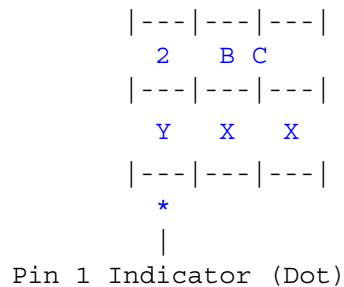 |---|---|---|
2 B C
|---|---|---|
Y X X
|---|---|---|
*
|
Pin 1 Indicator (Dot)